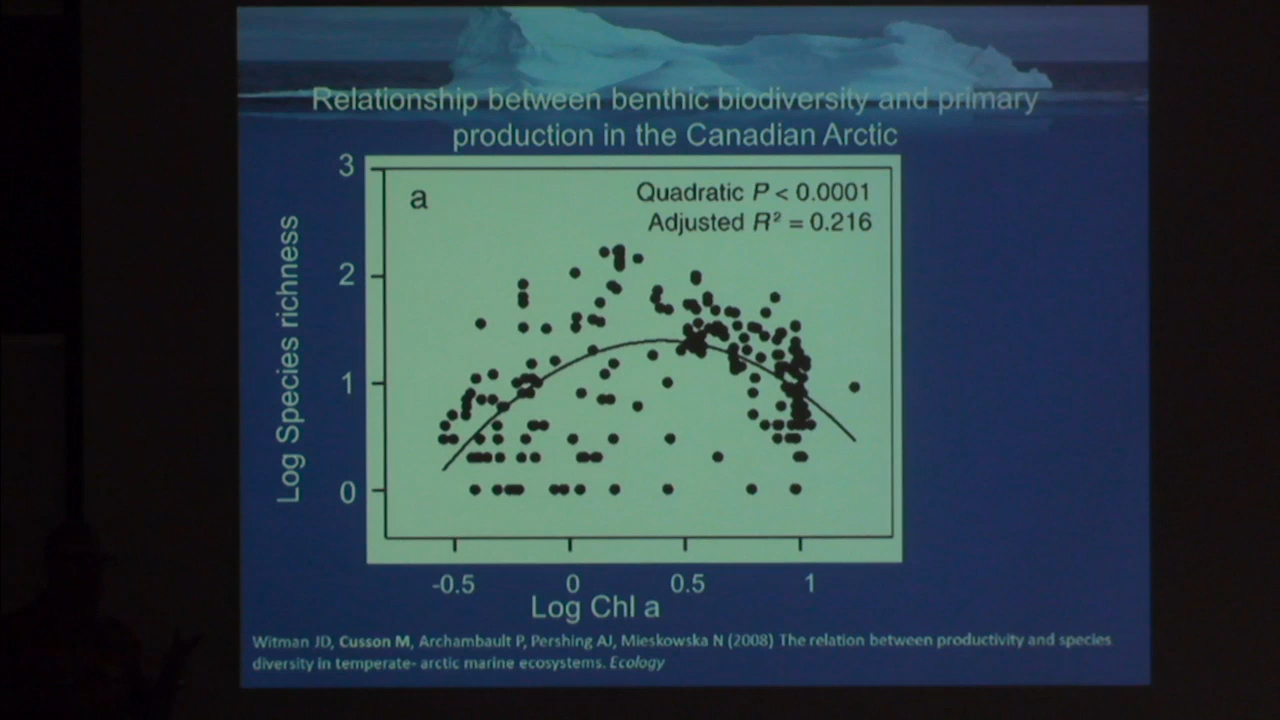 Relationship between benthic biodiversity and primary
production in the Canadian Arctic
3
a
Quadratic P < 0.0001
Adjusted R² = 0.216
Log Species richness
2
1
0
-0.5 0 0.5 1
Log Chl a
Witman JD, Cusson M, Archambault P, Pershing AJ, Mieskowska N (2008) The relation between productivity and species
diversity in temperate- arctic marine ecosystems. Ecology